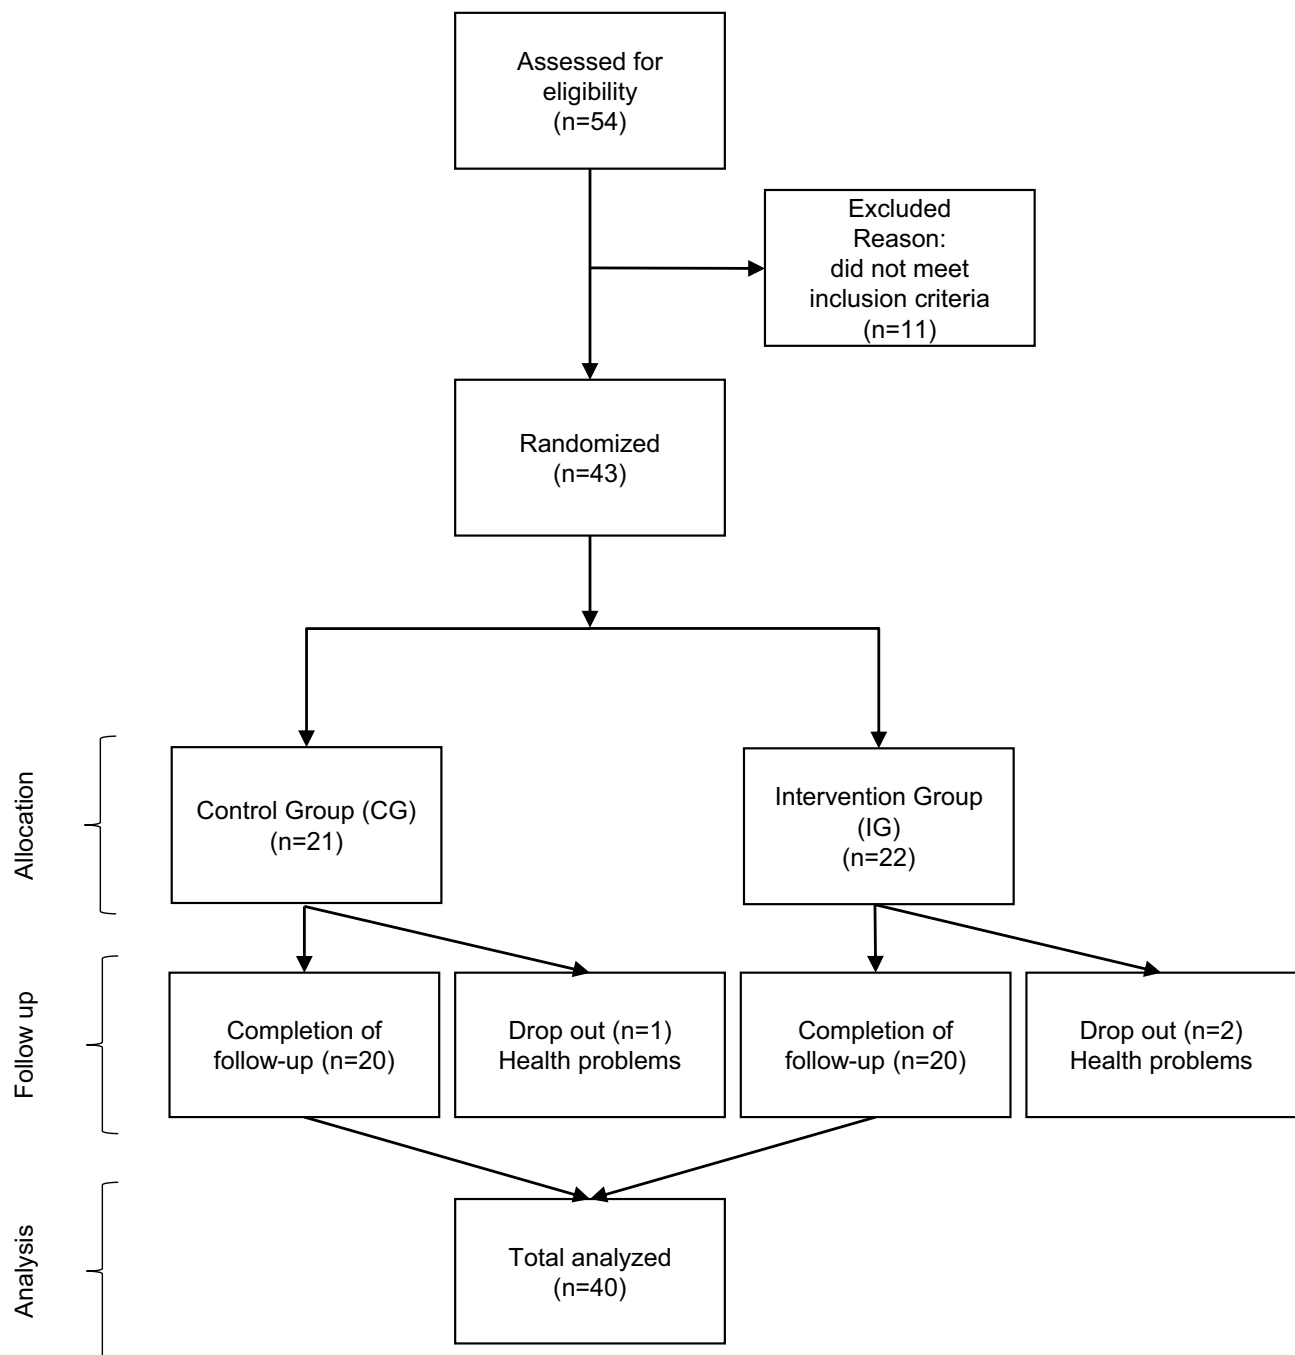 Assessed for
eligibility
(n=54)
Excluded
Reason:
did not meet
inclusion criteria
(n=11)
Randomized
(n=43)
Allocation
Control Group (CG)
(n=21)
Intervention Group
(IG)
(n=22)
Follow up
Completion of
follow-up (n=20)
Drop out (n=1)
Health problems
Completion of
follow-up (n=20)
Drop out (n=2)
Health problems
Analysis
Total analyzed
(n=40)